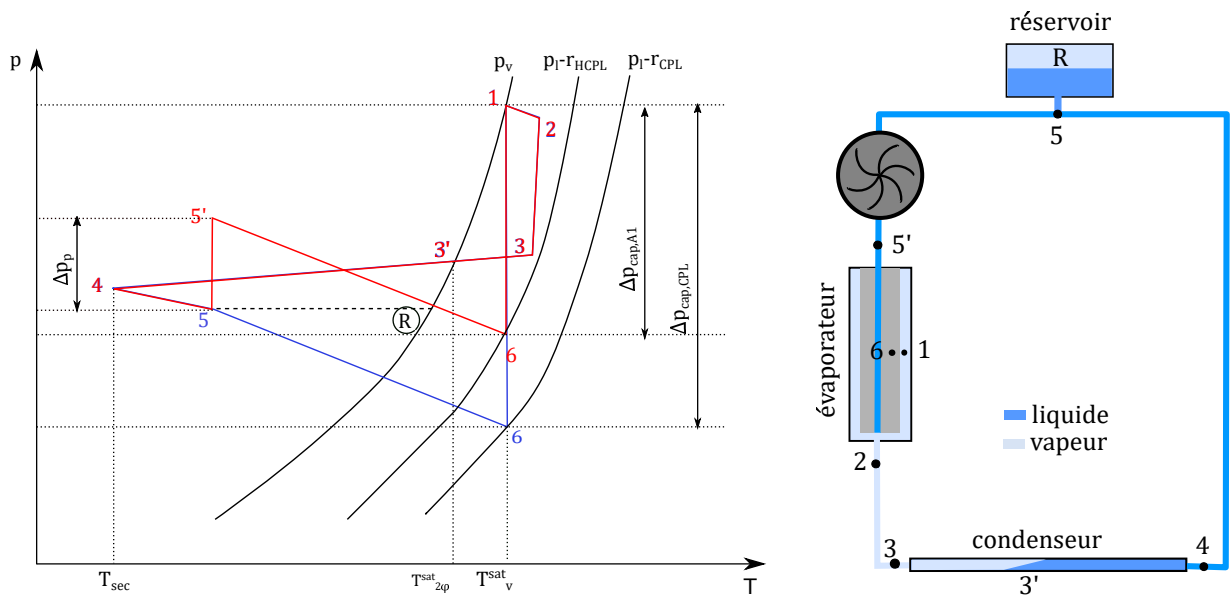 p
p_v
p_l-r_HCPL
p_l-r_CPL
1
2
5'
3'
3
Δp_p
4
5
R
6
6
Δp_cap,A1
Δp_cap,CPL
T_sec
T^sat_2φ
T^sat_v
T
réservoir
R
5
5'
6
1
évaporateur
2
liquide
vapeur
3
condenseur
4
3'